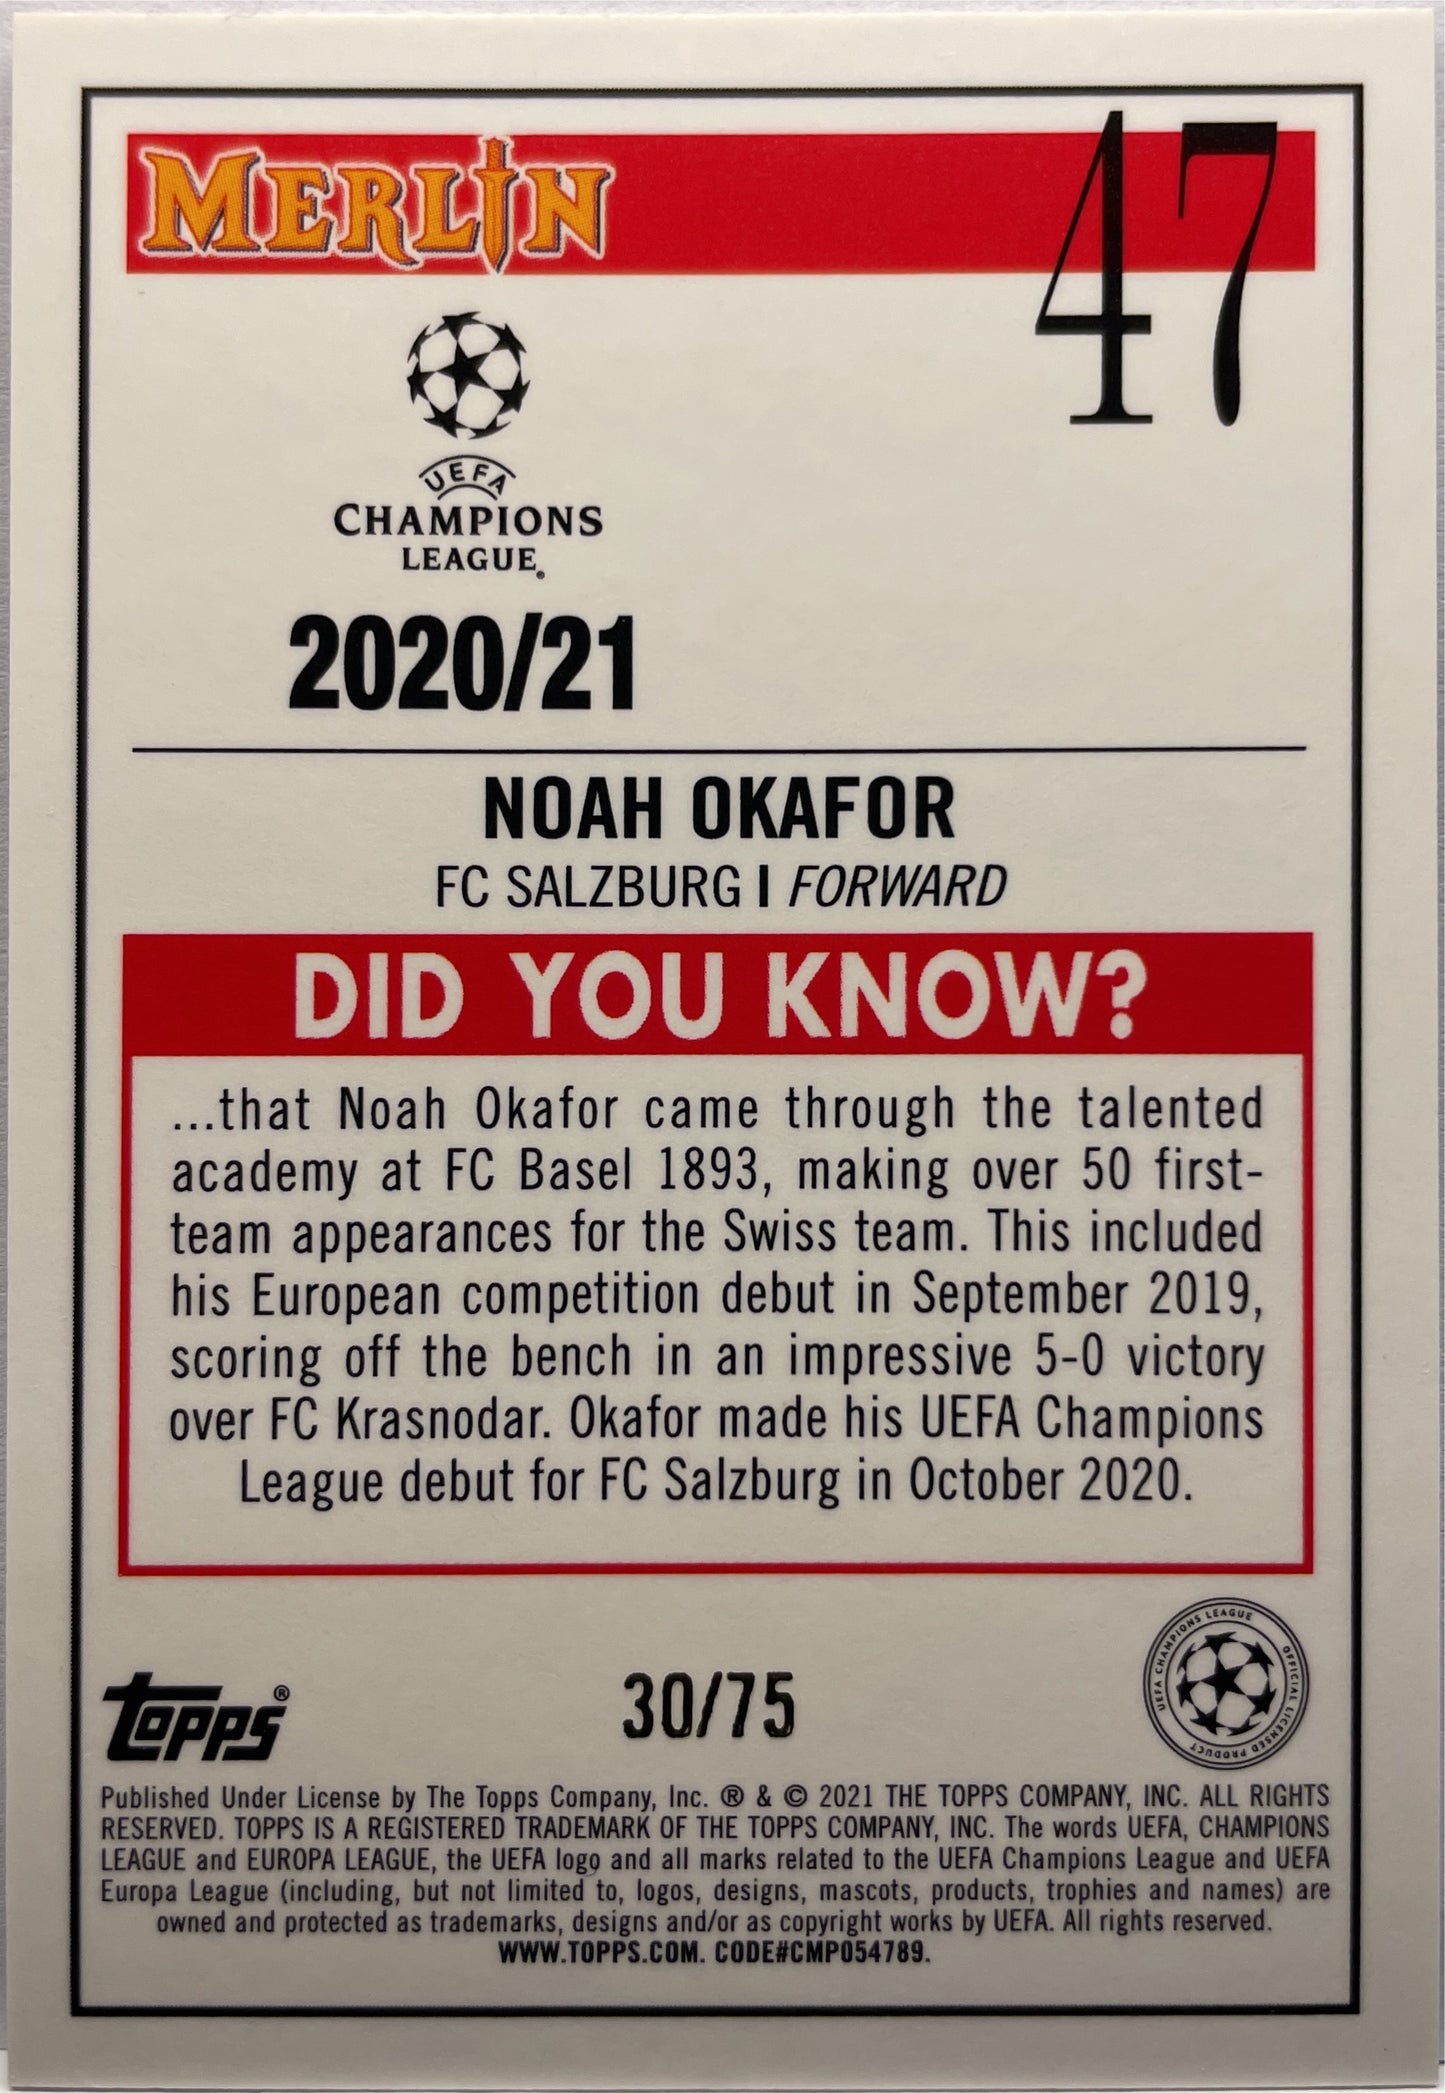 MERLIN
47
UEFA
CHAMPIONS
LEAGUE®
2020/21
NOAH OKAFOR
FC SALZBURG | FORWARD
DID YOU KNOW?
...that Noah Okafor came through the talented
academy at FC Basel 1893, making over 50 first-
team appearances for the Swiss team. This included
his European competition debut in September 2019,
scoring off the bench in an impressive 5-0 victory
over FC Krasnodar. Okafor made his UEFA Champions
League debut for FC Salzburg in October 2020.
TOPPS®
30/75
UEFA CHAMPIONS LEAGUE OFFICIAL LICENSED PRODUCT
Published Under License by The Topps Company, Inc. ® & © 2021 THE TOPPS COMPANY, INC. ALL RIGHTS
RESERVED. TOPPS IS A REGISTERED TRADEMARK OF THE TOPPS COMPANY, INC. The words UEFA, CHAMPIONS
LEAGUE and EUROPA LEAGUE, the UEFA logo and all marks related to the UEFA Champions League and UEFA
Europa League (including, but not limited to, logos, designs, mascots, products, trophies and names) are
owned and protected as trademarks, designs and/or as copyright works by UEFA. All rights reserved.
WWW.TOPPS.COM. CODE#CMP054789.